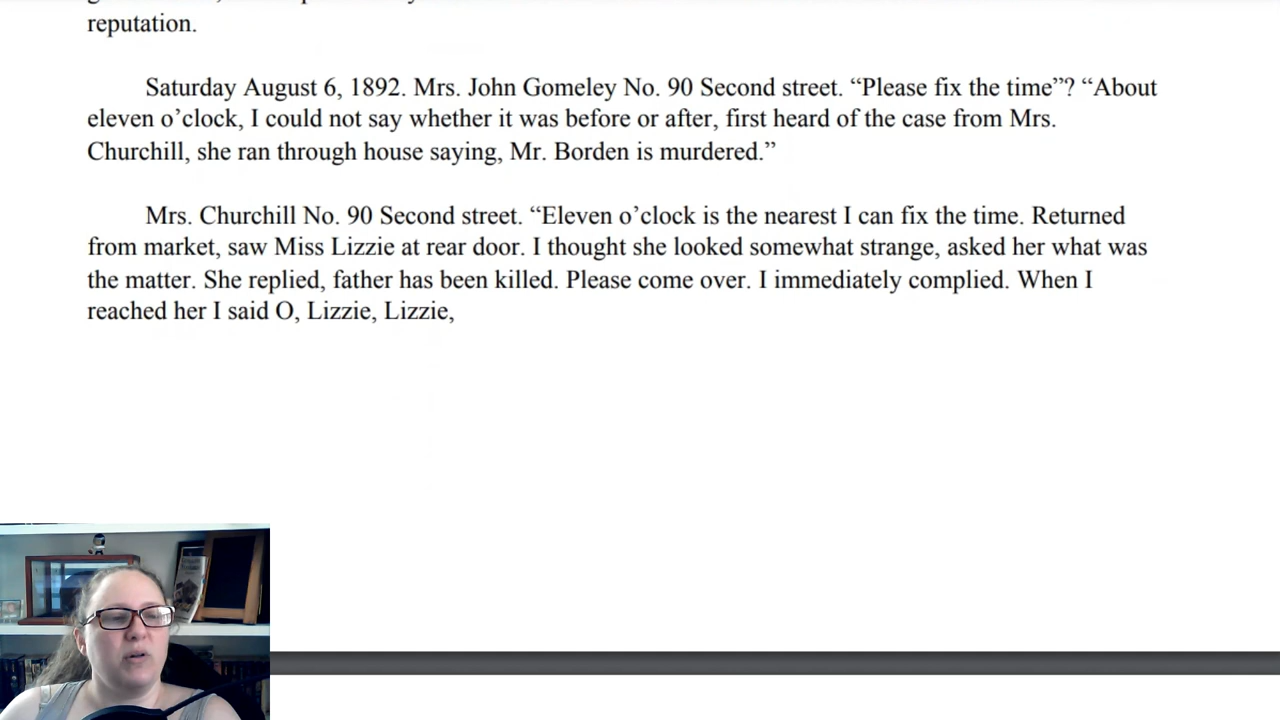 reputation.
Saturday August 6, 1892. Mrs. John Gomeley No. 90 Second street. “Please fix the time”? “About
eleven o’clock, I could not say whether it was before or after, first heard of the case from Mrs.
Churchill, she ran through house saying, Mr. Borden is murdered.”
Mrs. Churchill No. 90 Second street. “Eleven o’clock is the nearest I can fix the time. Returned
from market, saw Miss Lizzie at rear door. I thought she looked somewhat strange, asked her what was
the matter. She replied, father has been killed. Please come over. I immediately complied. When I
reached her I said O, Lizzie, Lizzie,